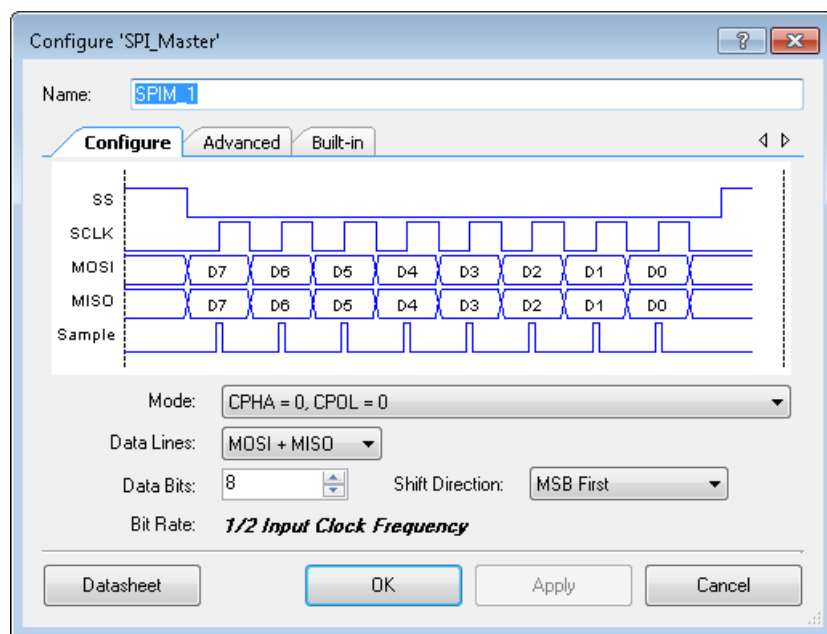 Configure 'SPI_Master'
?
Name: SPIM_1
Configure Advanced Built-in
SS
SCLK
MOSI D7 D6 D5 D4 D3 D2 D1 D0
MISO D7 D6 D5 D4 D3 D2 D1 D0
Sample
Mode: CPHA = 0, CPOL = 0
Data Lines: MOSI + MISO
Data Bits: 8 Shift Direction: MSB First
Bit Rate: 1/2 Input Clock Frequency
Datasheet OK Apply Cancel